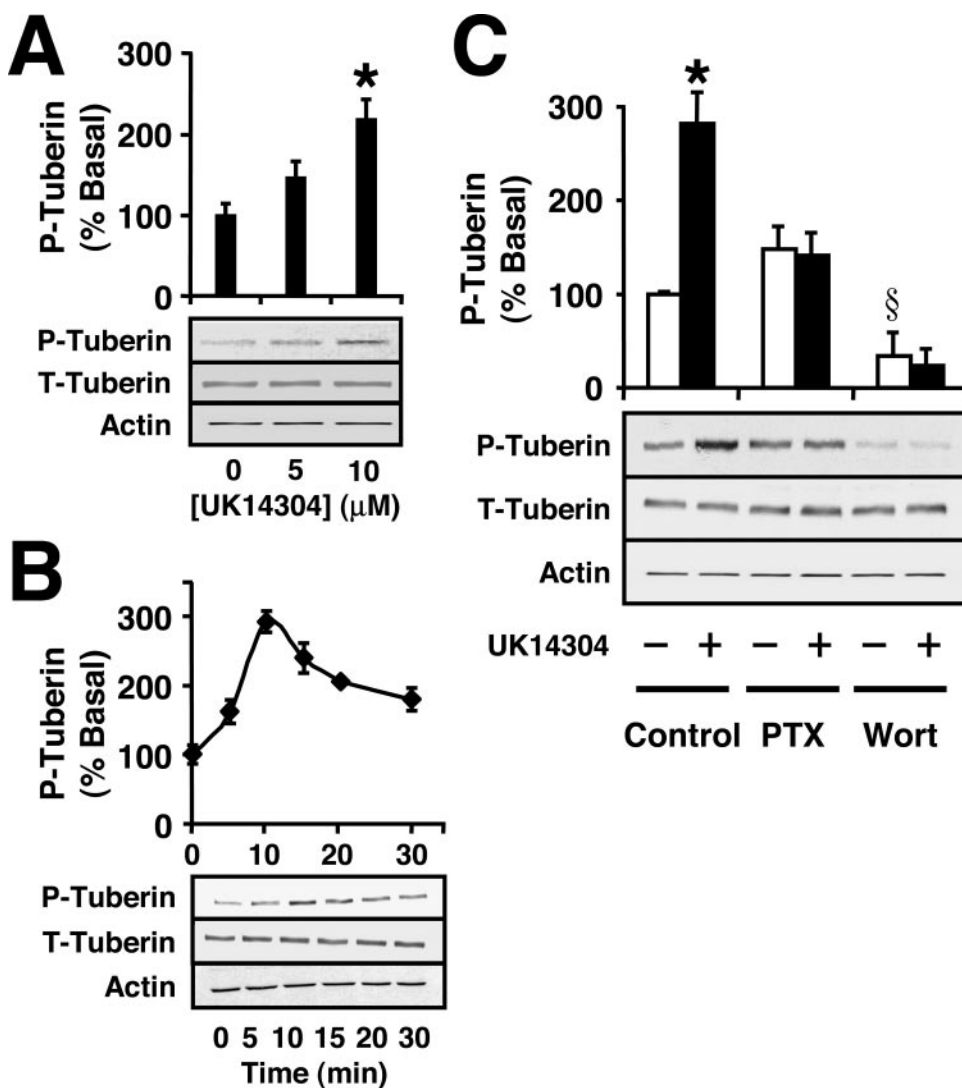 A
300
*
200
100
0
P-Tuberin
(% Basal)
P-Tuberin
T-Tuberin
Actin
0 5 10
[UK14304] (μM)
B
300
200
100
0
P-Tuberin
(% Basal)
0 10 20 30
P-Tuberin
T-Tuberin
Actin
0 5 10 15 20 30
Time (min)
C
*
300
200
100
0
P-Tuberin
(% Basal)
§
P-Tuberin
T-Tuberin
Actin
UK14304 − + − + − +
Control PTX Wort